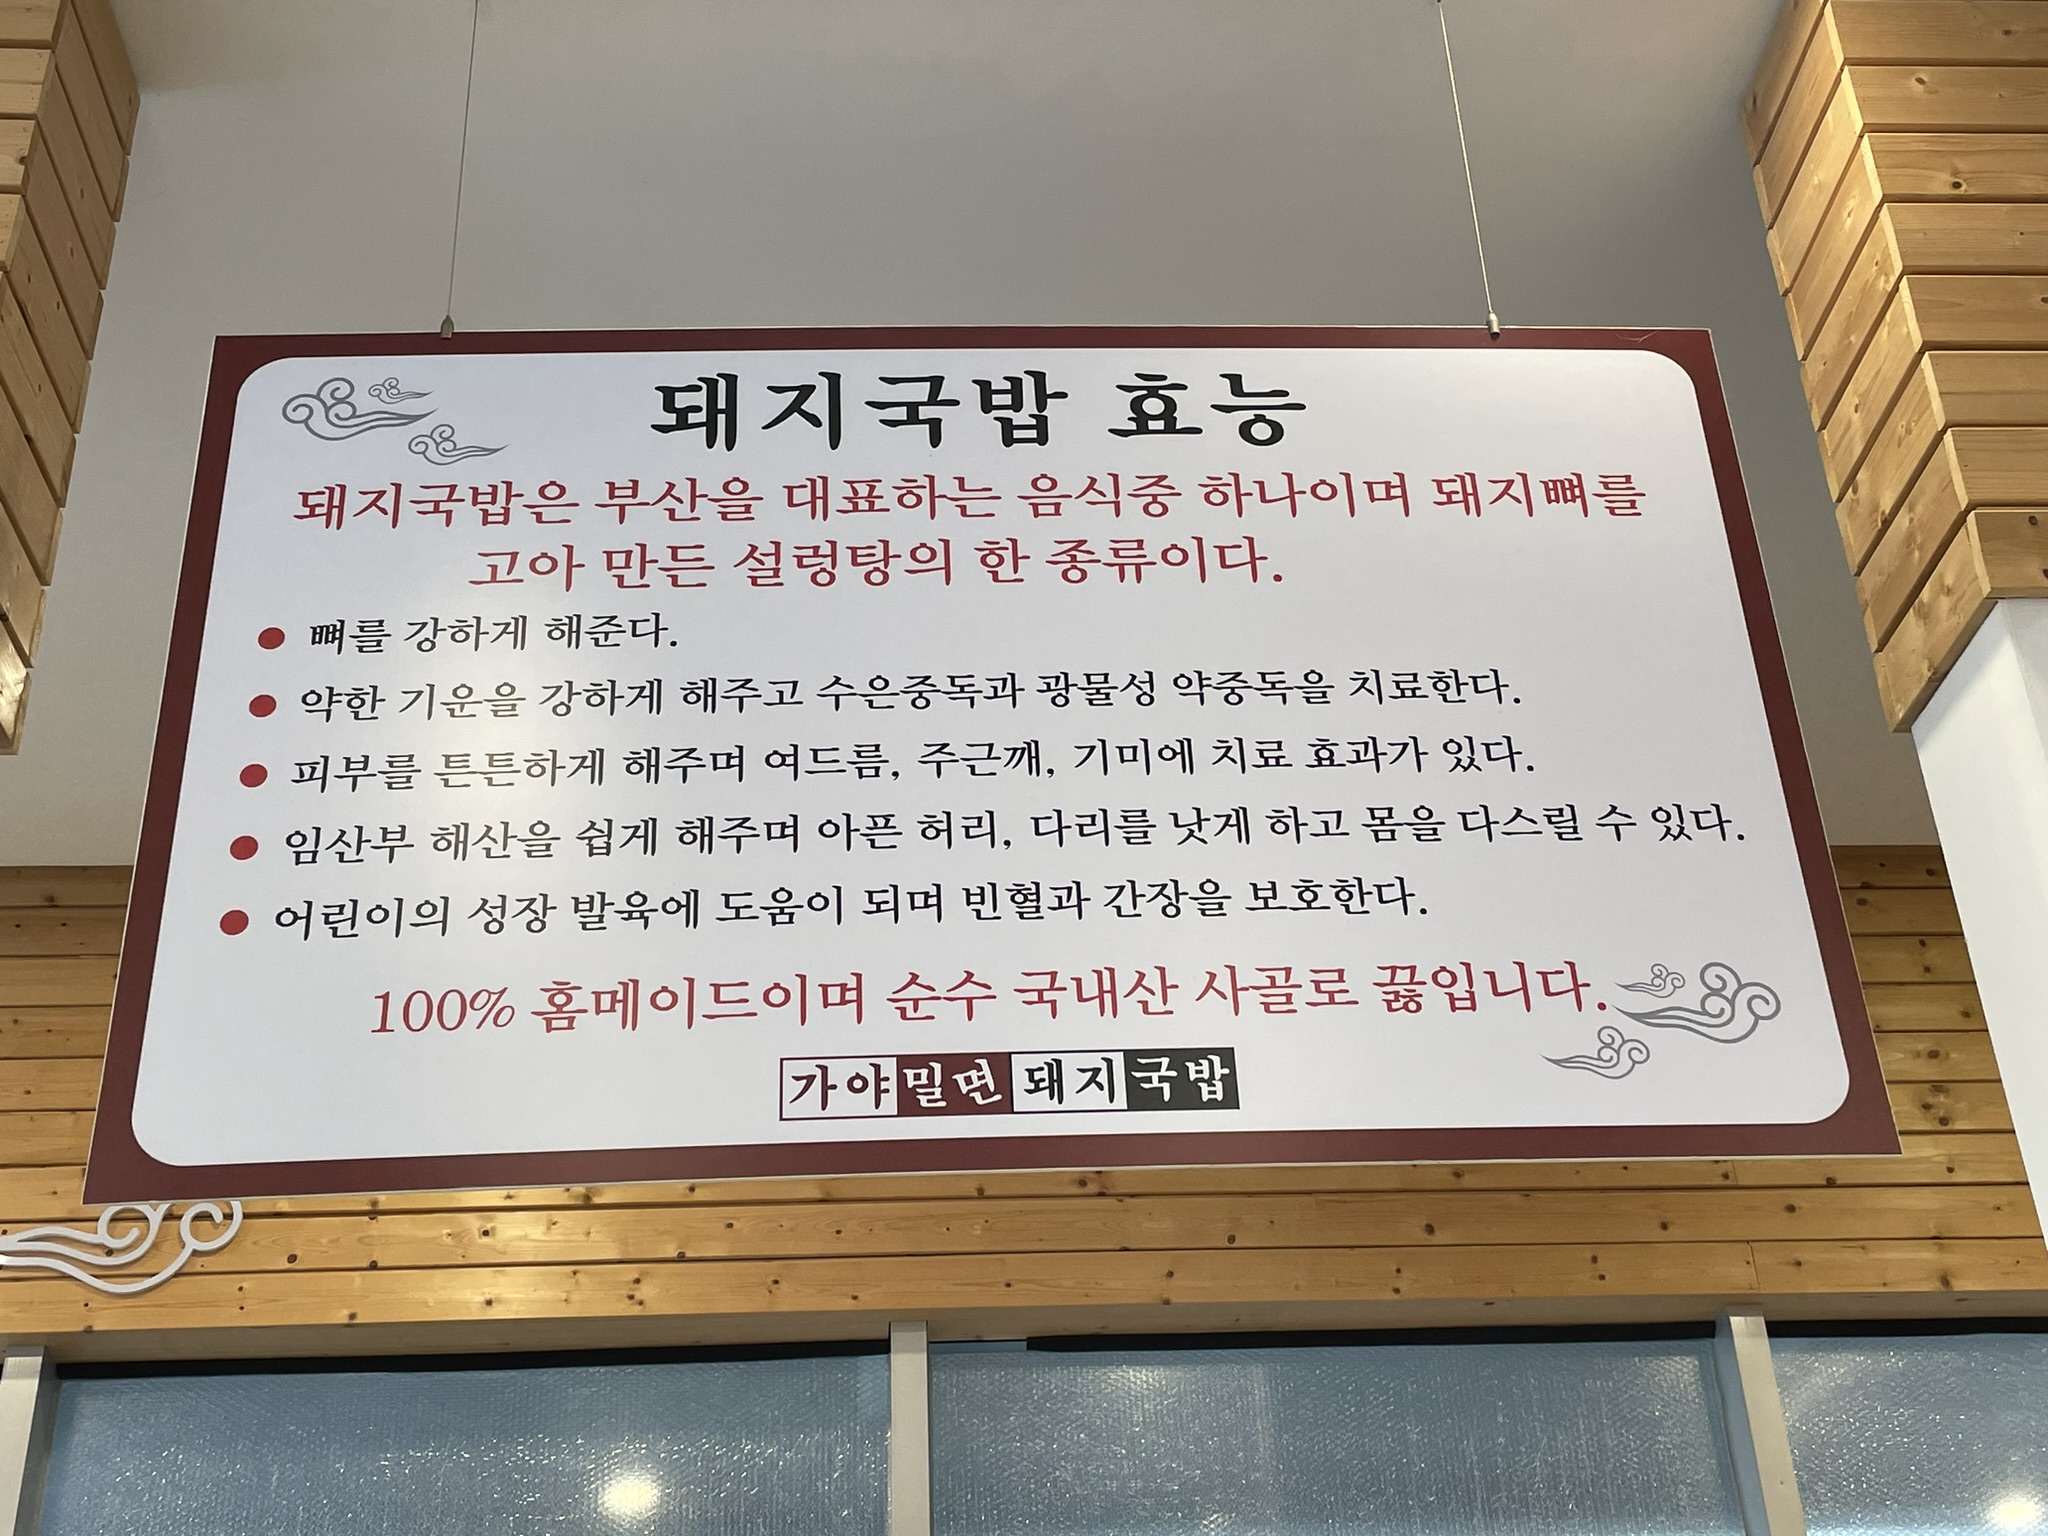 돼지국밥 효능
돼지국밥은 부산을 대표하는 음식중 하나이며 돼지뼈를
고아 만든 설렁탕의 한 종류이다.
● 뼈를 강하게 해준다.
● 약한 기운을 강하게 해주고 수은중독과 광물성 약중독을 치료한다.
● 피부를 튼튼하게 해주며 여드름, 주근깨, 기미에 치료 효과가 있다.
● 임산부 해산을 쉽게 해주며 아픈 허리, 다리를 낫게 하고 몸을 다스릴 수 있다.
● 어린이의 성장 발육에 도움이 되며 빈혈과 간장을 보호한다.
100% 홈메이드이며 순수 국내산 사골로 끓입니다.
가야밀면돼지국밥